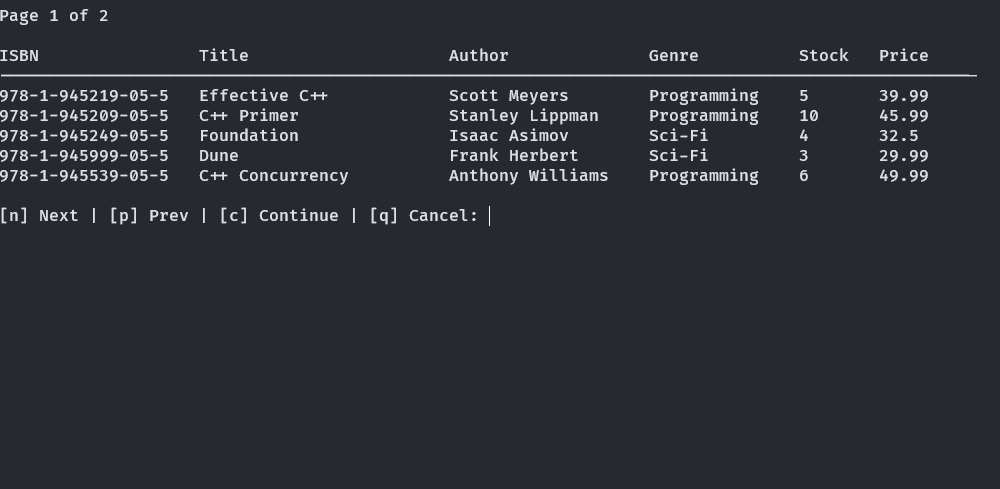 Page 1 of 2
ISBN Title Author Genre Stock Price
978-1-945219-05-5 Effective C++ Scott Meyers Programming 5 39.99
978-1-945209-05-5 C++ Primer Stanley Lippman Programming 10 45.99
978-1-945249-05-5 Foundation Isaac Asimov Sci-Fi 4 32.5
978-1-945999-05-5 Dune Frank Herbert Sci-Fi 3 29.99
978-1-945539-05-5 C++ Concurrency Anthony Williams Programming 6 49.99
[n] Next | [p] Prev | [c] Continue | [q] Cancel: